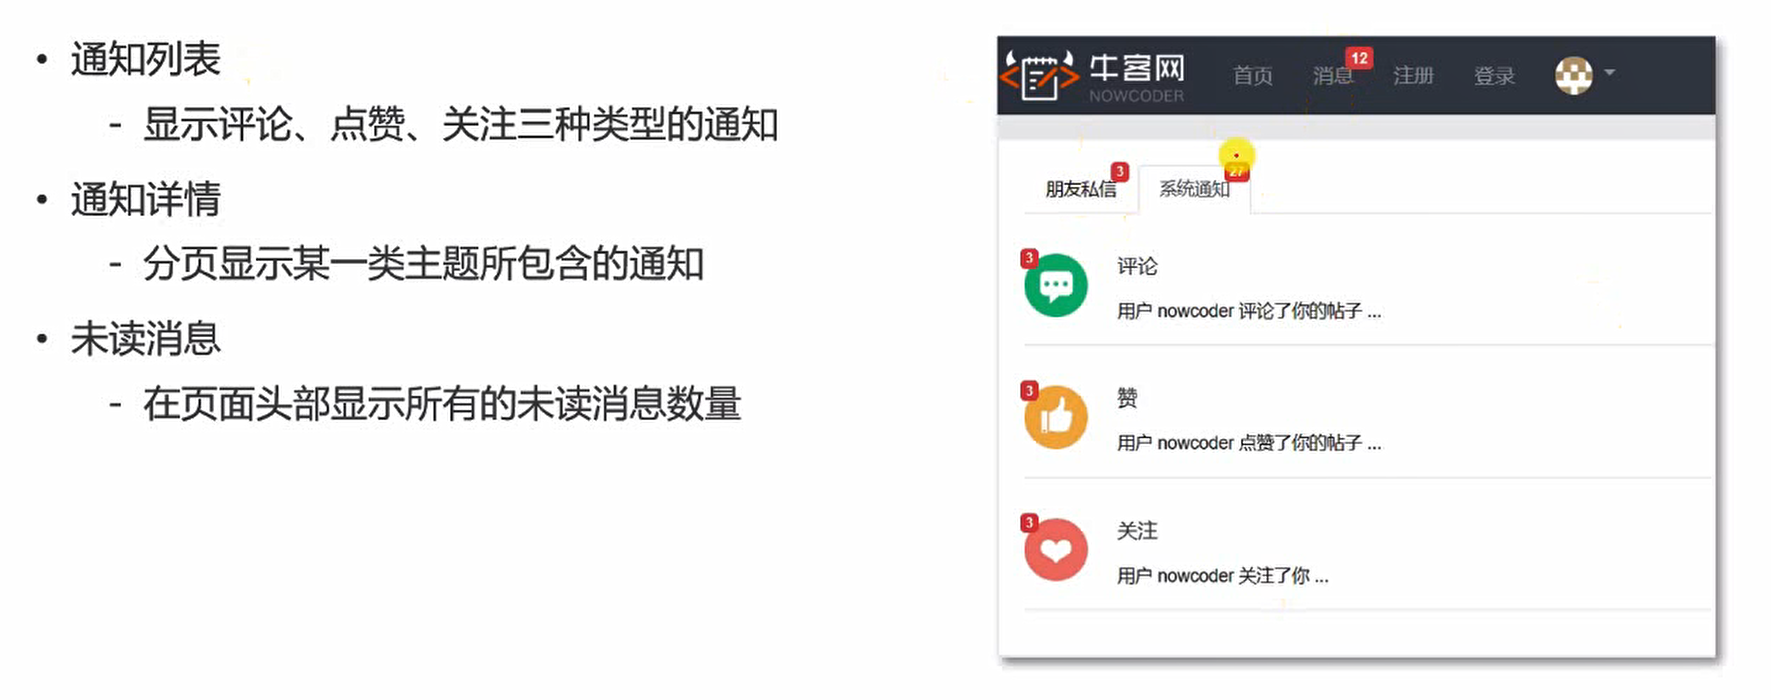 • 通知列表
- 显示评论、点赞、关注三种类型的通知
• 通知详情
- 分页显示某一类主题所包含的通知
• 未读消息
- 在页面头部显示所有的未读消息数量
牛客网
NOWCODER
首页 消息 12 注册 登录
朋友私信 3 系统通知 27
3 评论
用户 nowcoder 评论了你的帖子 ...
3 赞
用户 nowcoder 点赞了你的帖子 ...
3 关注
用户 nowcoder 关注了你 ...